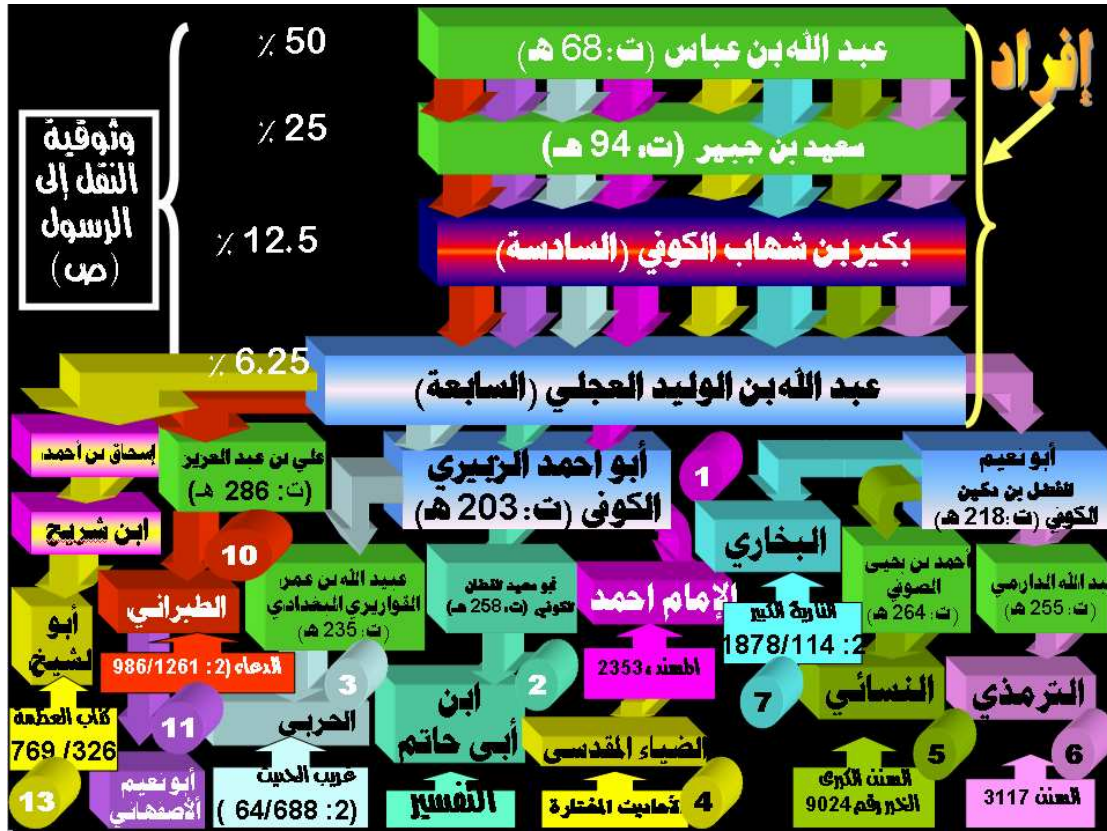 إفراد
عبد الله بن عباس (ت: 68 هـ)
50 ٪
سعيد بن جبير (ت: 94 هـ)
25 ٪
وثوقية
النقل إلى
الرسول
(ص)
بكير بن شهاب الكوفي (السادسة)
12.5 ٪
عبد الله بن الوليد العجلي (السابعة)
6.25 ٪
أبو نعيم
الفضل بن دكين
الكوفي (ت: 218 هـ)
1
أبو أحمد الزبيري
الكوفي (ت: 203 هـ)
علي بن عبد العزيز
(ت: 286 هـ)
إسحاق بن أحمد
ابن شريح
عبد الله الدارمي
(ت: 255 هـ)
أحمد بن يحيى
الصوفي
(ت: 264 هـ)
البخاري
التاريخ الكبير
2: 1878/114
7
الإمام احمد
المسند 2353
أبو سعيد القطان
الكوفي (ت: 258 هـ)
2
عبيد الله بن عمر
القواريري البغدادي
(ت: 235 هـ)
3
10
الطبراني
الدعاء (2: 986/1261
أبو
الشيخ
كتاب العظمة
769 /326
13
الترمذي
6
السنن 3117
النسائي
5
السنن الكبرى
الخبر رقم 9024
الضياء المقدسي
4
الأحاديث المختارة
ابن
أبي حاتم
التفسير
الحربي
غريب الحديث
(2: 64/688 )
11
أبو نعيم
الأصفهاني